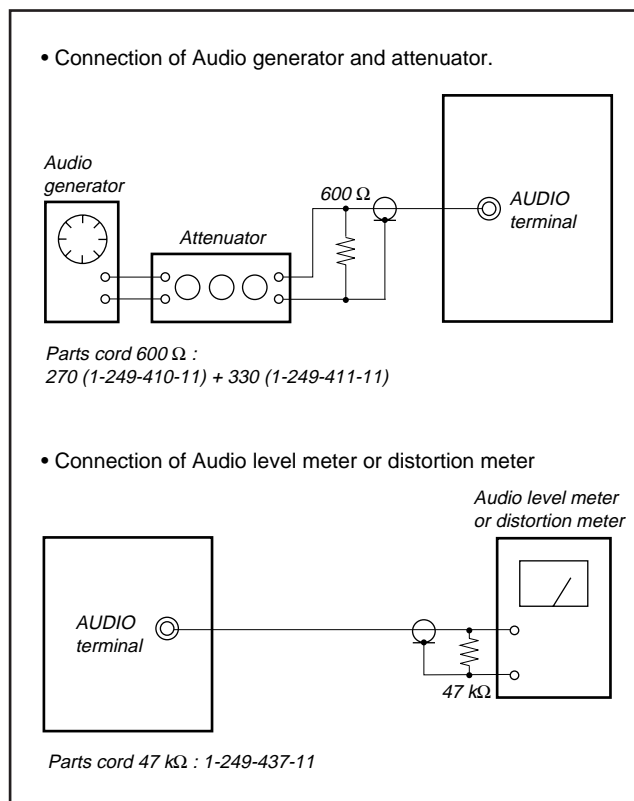 • Connection of Audio generator and attenuator.
Audio
generator
Attenuator
600 Ω
AUDIO
terminal
Parts cord 600 Ω :
270 (1-249-410-11) + 330 (1-249-411-11)
• Connection of Audio level meter or distortion meter
Audio level meter
or distortion meter
AUDIO
terminal
47 kΩ
Parts cord 47 kΩ : 1-249-437-11